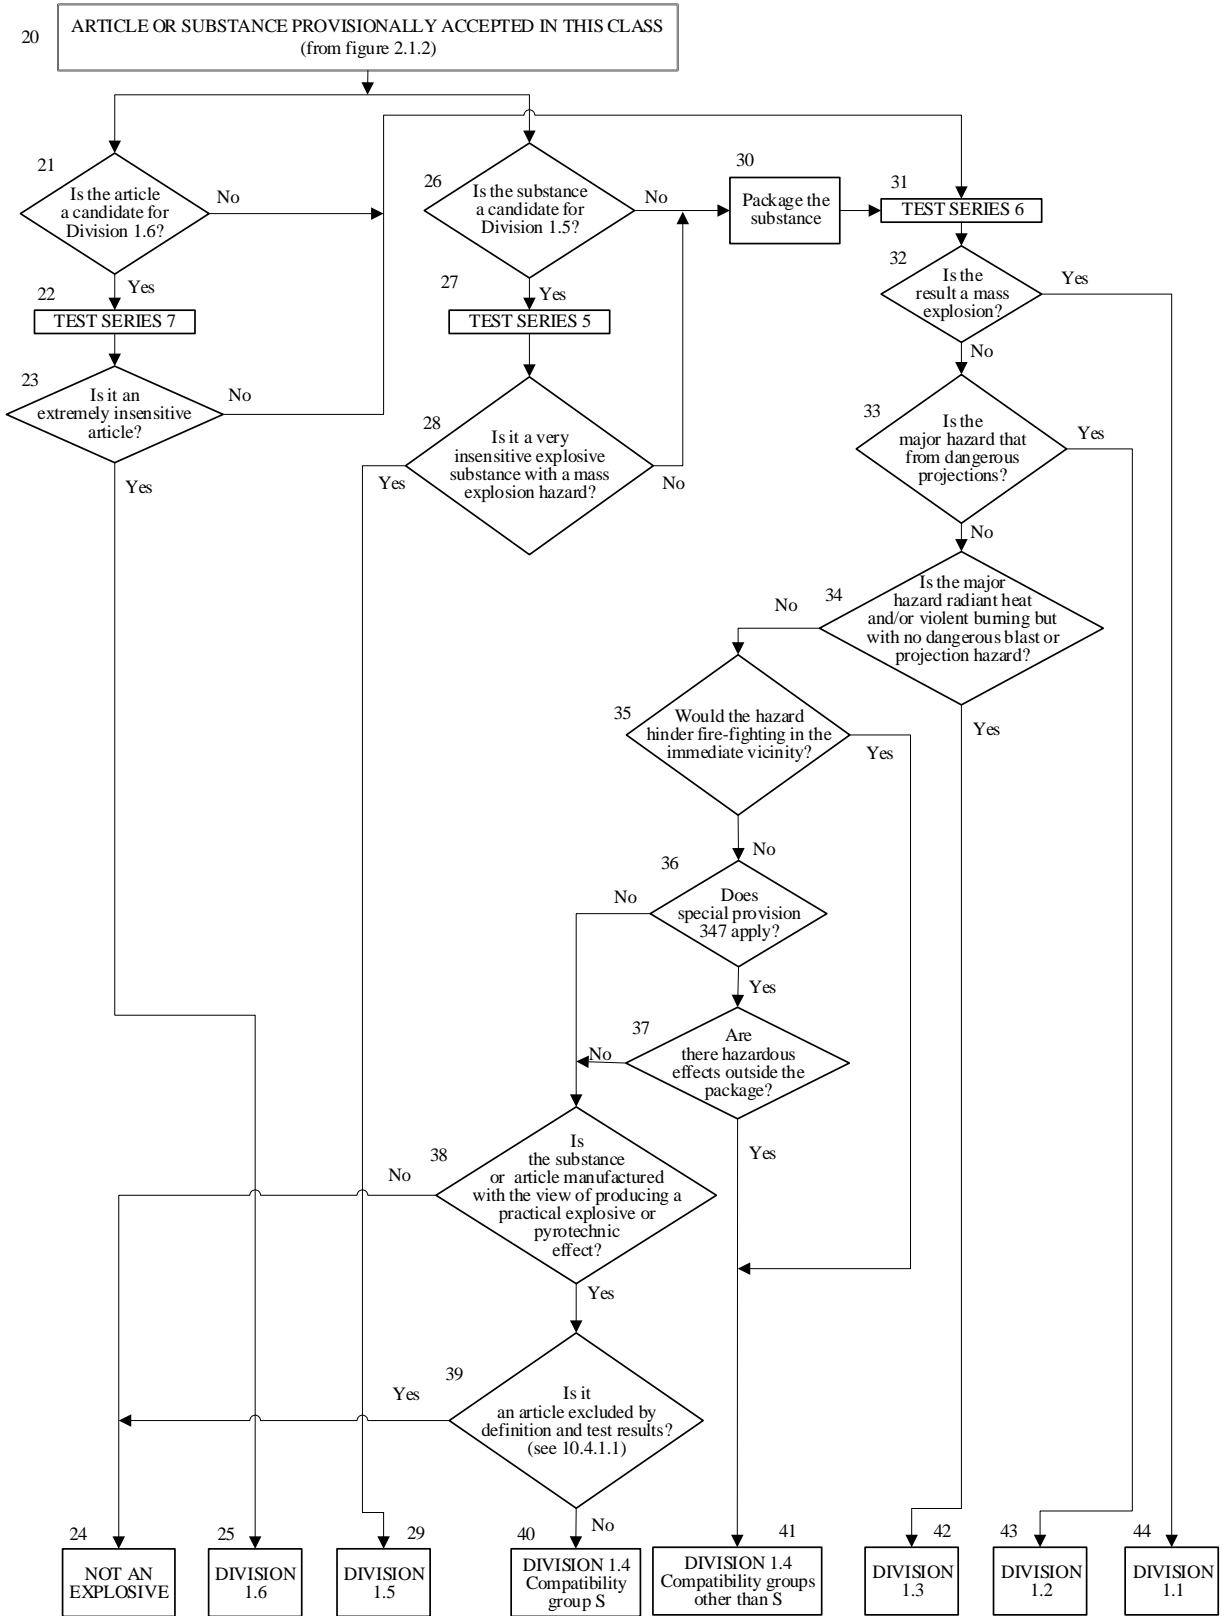 20
ARTICLE OR SUBSTANCE PROVISIONALLY ACCEPTED IN THIS CLASS
(from figure 2.1.2)
21
Is the article
a candidate for
Division 1.6?
No
Yes
22
TEST SERIES 7
23
Is it an
extremely insensitive
article?
No
Yes
26
Is the substance
a candidate for
Division 1.5?
No
Yes
27
TEST SERIES 5
28
Is it a very
insensitive explosive
substance with a mass
explosion hazard?
Yes
No
30
Package the
substance
31
TEST SERIES 6
32
Is the
result a mass
explosion?
Yes
No
33
Is the
major hazard that
from dangerous
projections?
Yes
No
34
Is the major
hazard radiant heat
and/or violent burning but
with no dangerous blast or
projection hazard?
No
Yes
35
Would the hazard
hinder fire-fighting in the
immediate vicinity?
Yes
No
36
Does
special provision
347 apply?
No
Yes
37
Are
there hazardous
effects outside the
package?
No
Yes
38
Is
the substance
or article manufactured
with the view of producing a
practical explosive or
pyrotechnic
effect?
No
Yes
39
Is it
an article excluded by
definition and test results?
(see 10.4.1.1)
Yes
No
24
NOT AN
EXPLOSIVE
25
DIVISION
1.6
29
DIVISION
1.5
40
DIVISION 1.4
Compatibility
group S
41
DIVISION 1.4
Compatibility groups
other than S
42
DIVISION
1.3
43
DIVISION
1.2
44
DIVISION
1.1